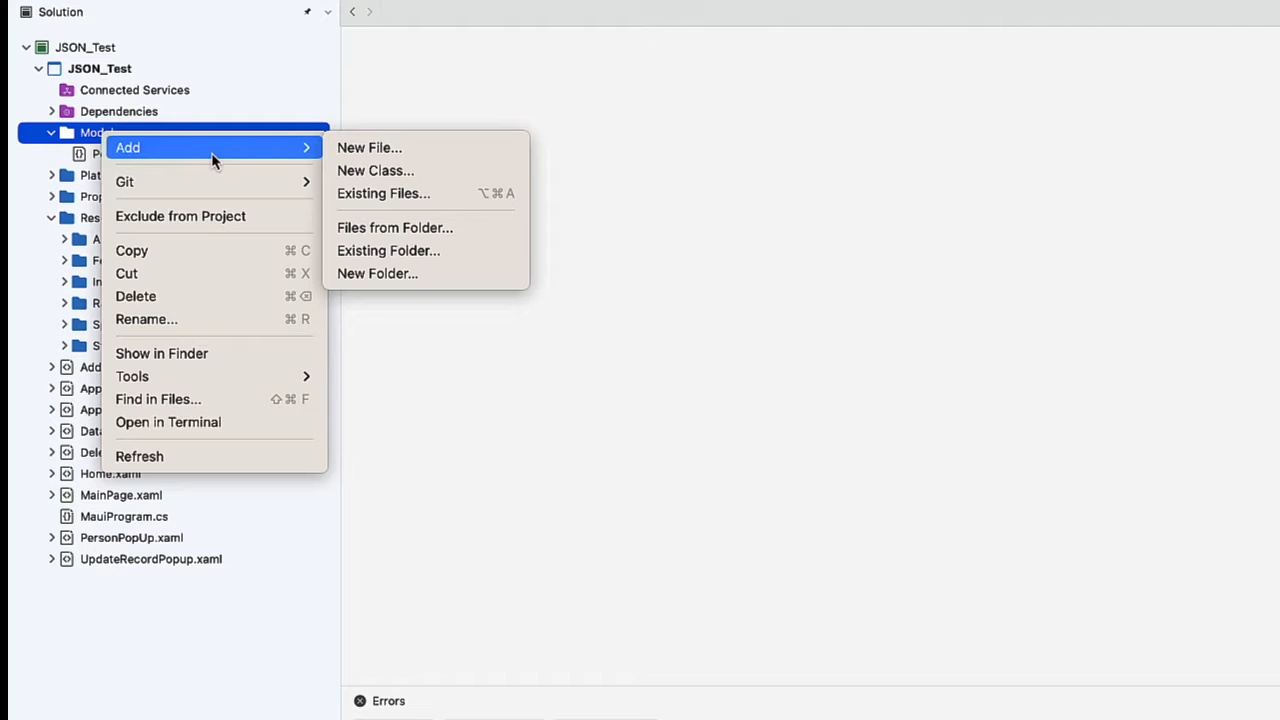 Solution
JSON_Test
JSON_Test
Connected Services
Dependencies
Add
New File...
New Class...
Existing Files... ⌥⌘A
Files from Folder...
Existing Folder...
New Folder...
Git
Exclude from Project
Copy ⌘C
Cut ⌘X
Delete ⌘⌫
Rename... ⌘R
Show in Finder
Tools
Find in Files... ⇧⌘F
Open in Terminal
Refresh
Home.xaml
MainPage.xaml
MauiProgram.cs
PersonPopUp.xaml
UpdateRecordPopup.xaml
Errors